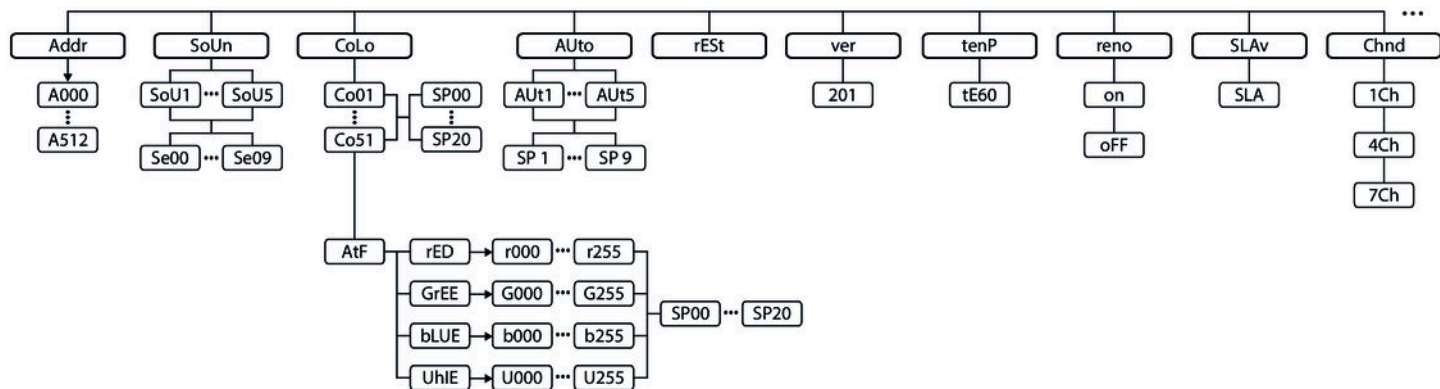 ...
Addr SoUn CoLo AUto rESt ver tenP reno SLAv Chnd
A000 SoU1 ... SoU5 Co01 SP00 AUt1 ... AUt5 201 tE60 on SLA 1Ch
A512 Co51 SP20 oFF 4Ch
Se00 ... Se09 SP 1 ... SP 9
7Ch
AtF rED r000 ... r255
GrEE G000 ... G255
SP00 ... SP20
bLUE b000 ... b255
UhIE U000 ... U255